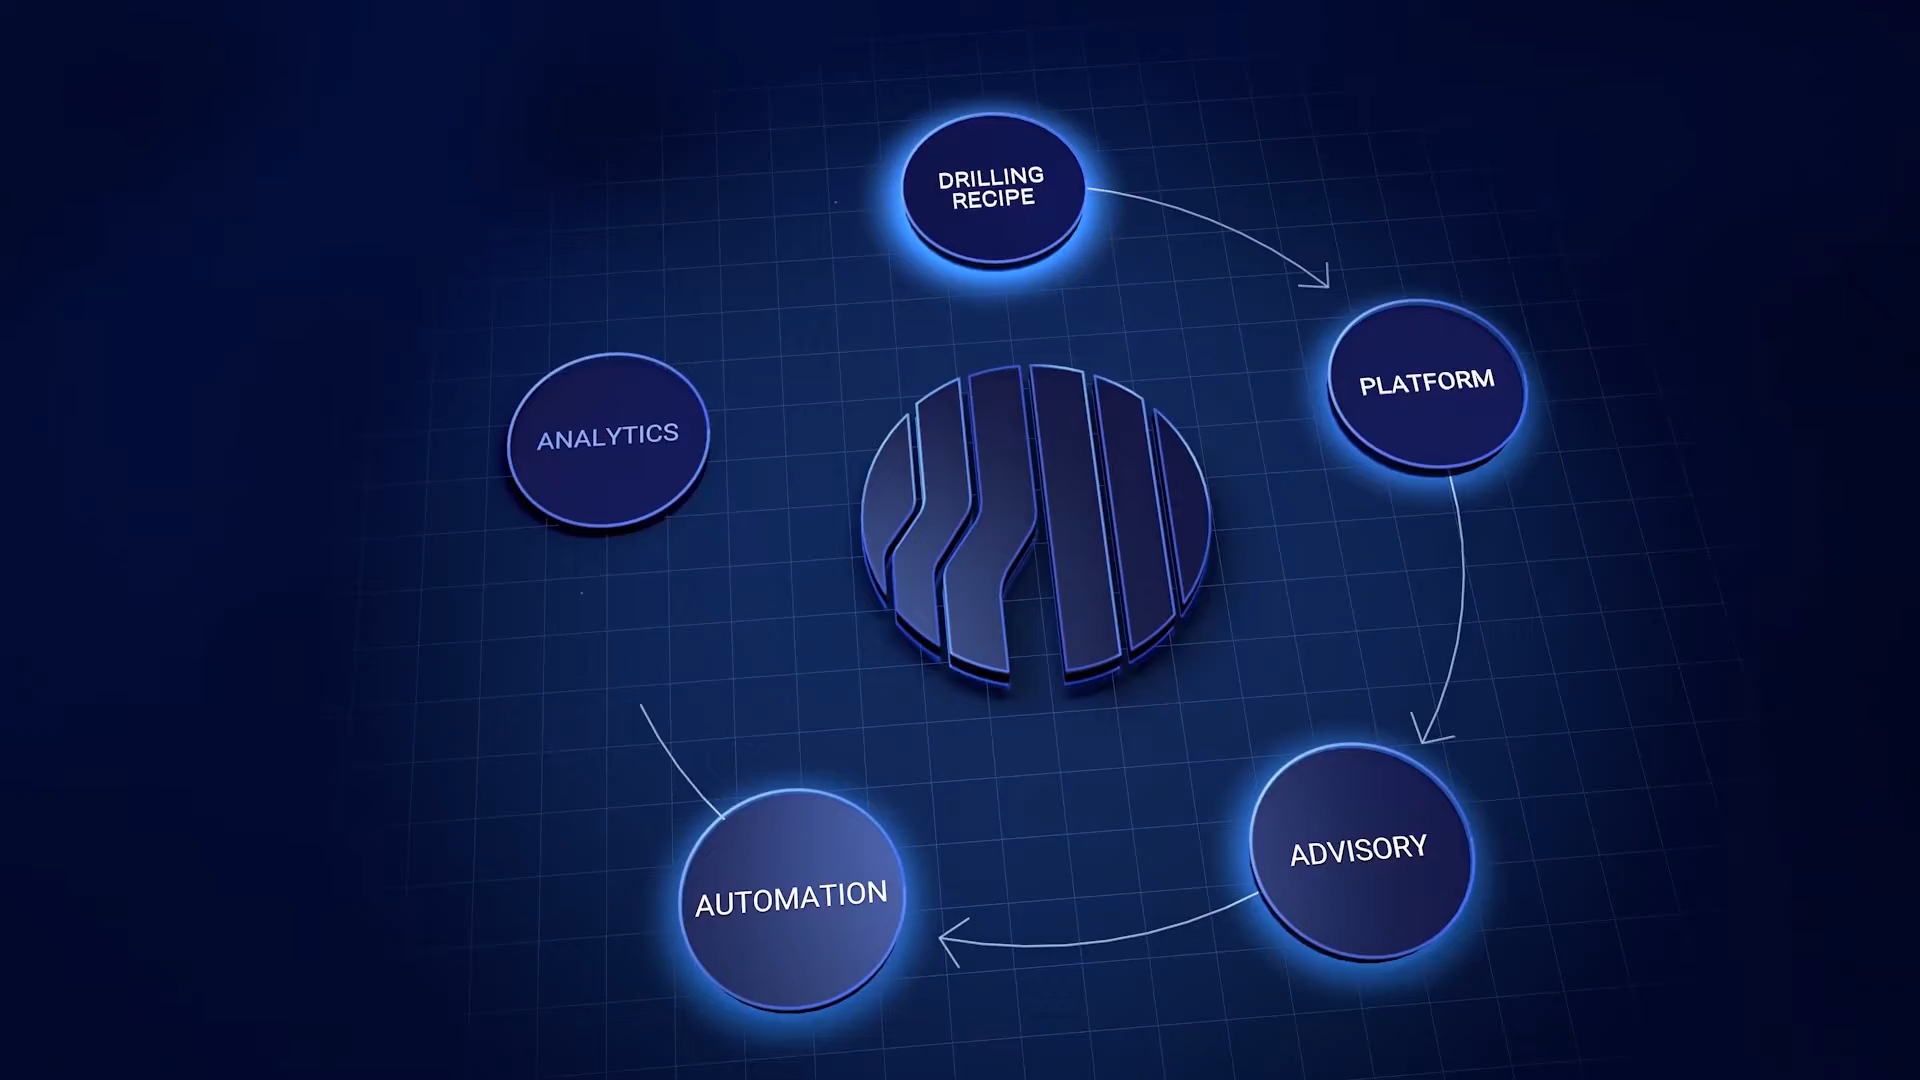 DRILLING
RECIPE
PLATFORM
ANALYTICS
ADVISORY
AUTOMATION